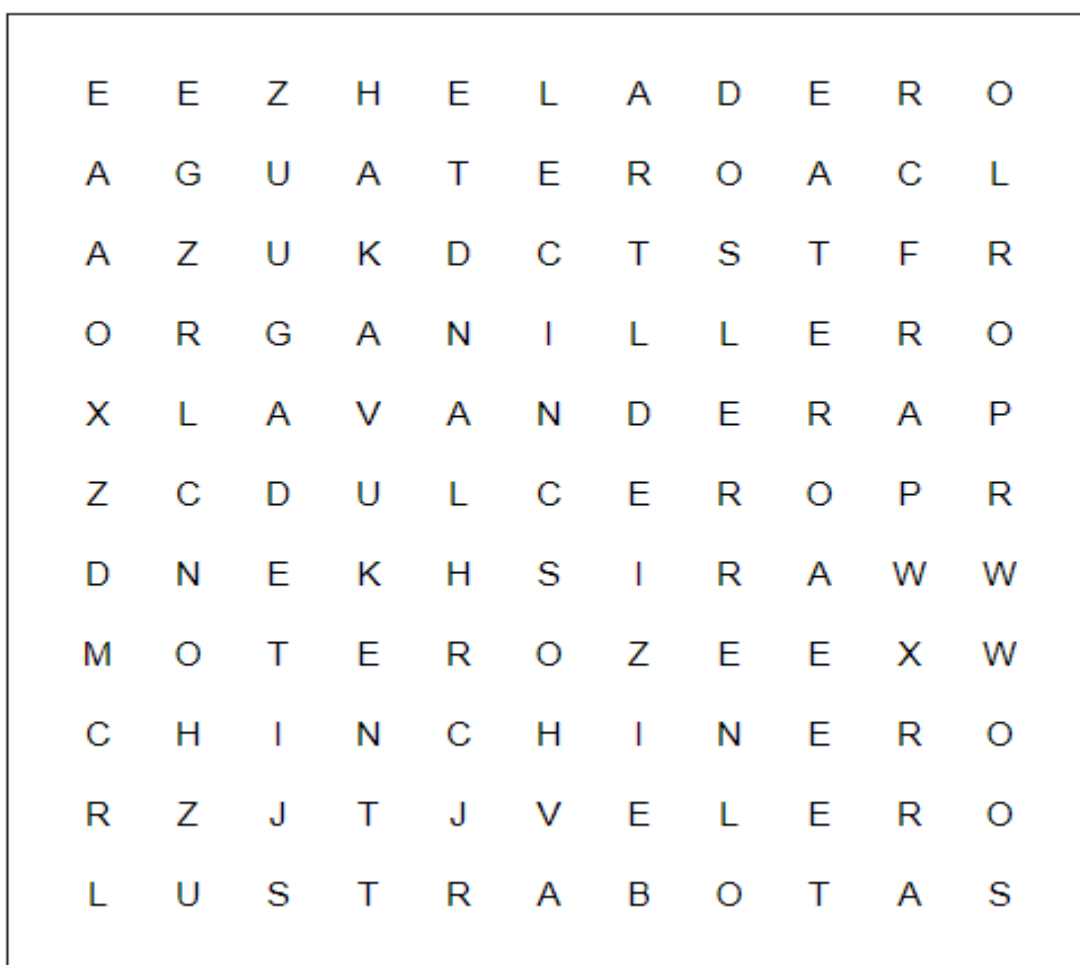 E E Z H E L A D E R O
A G U A T E R O A C L
A Z U K D C T S T F R
O R G A N I L L E R O
X L A V A N D E R A P
Z C D U L C E R O P R
D N E K H S I R A W W
M O T E R O Z E E X W
C H I N C H I N E R O
R Z J T J V E L E R O
L U S T R A B O T A S